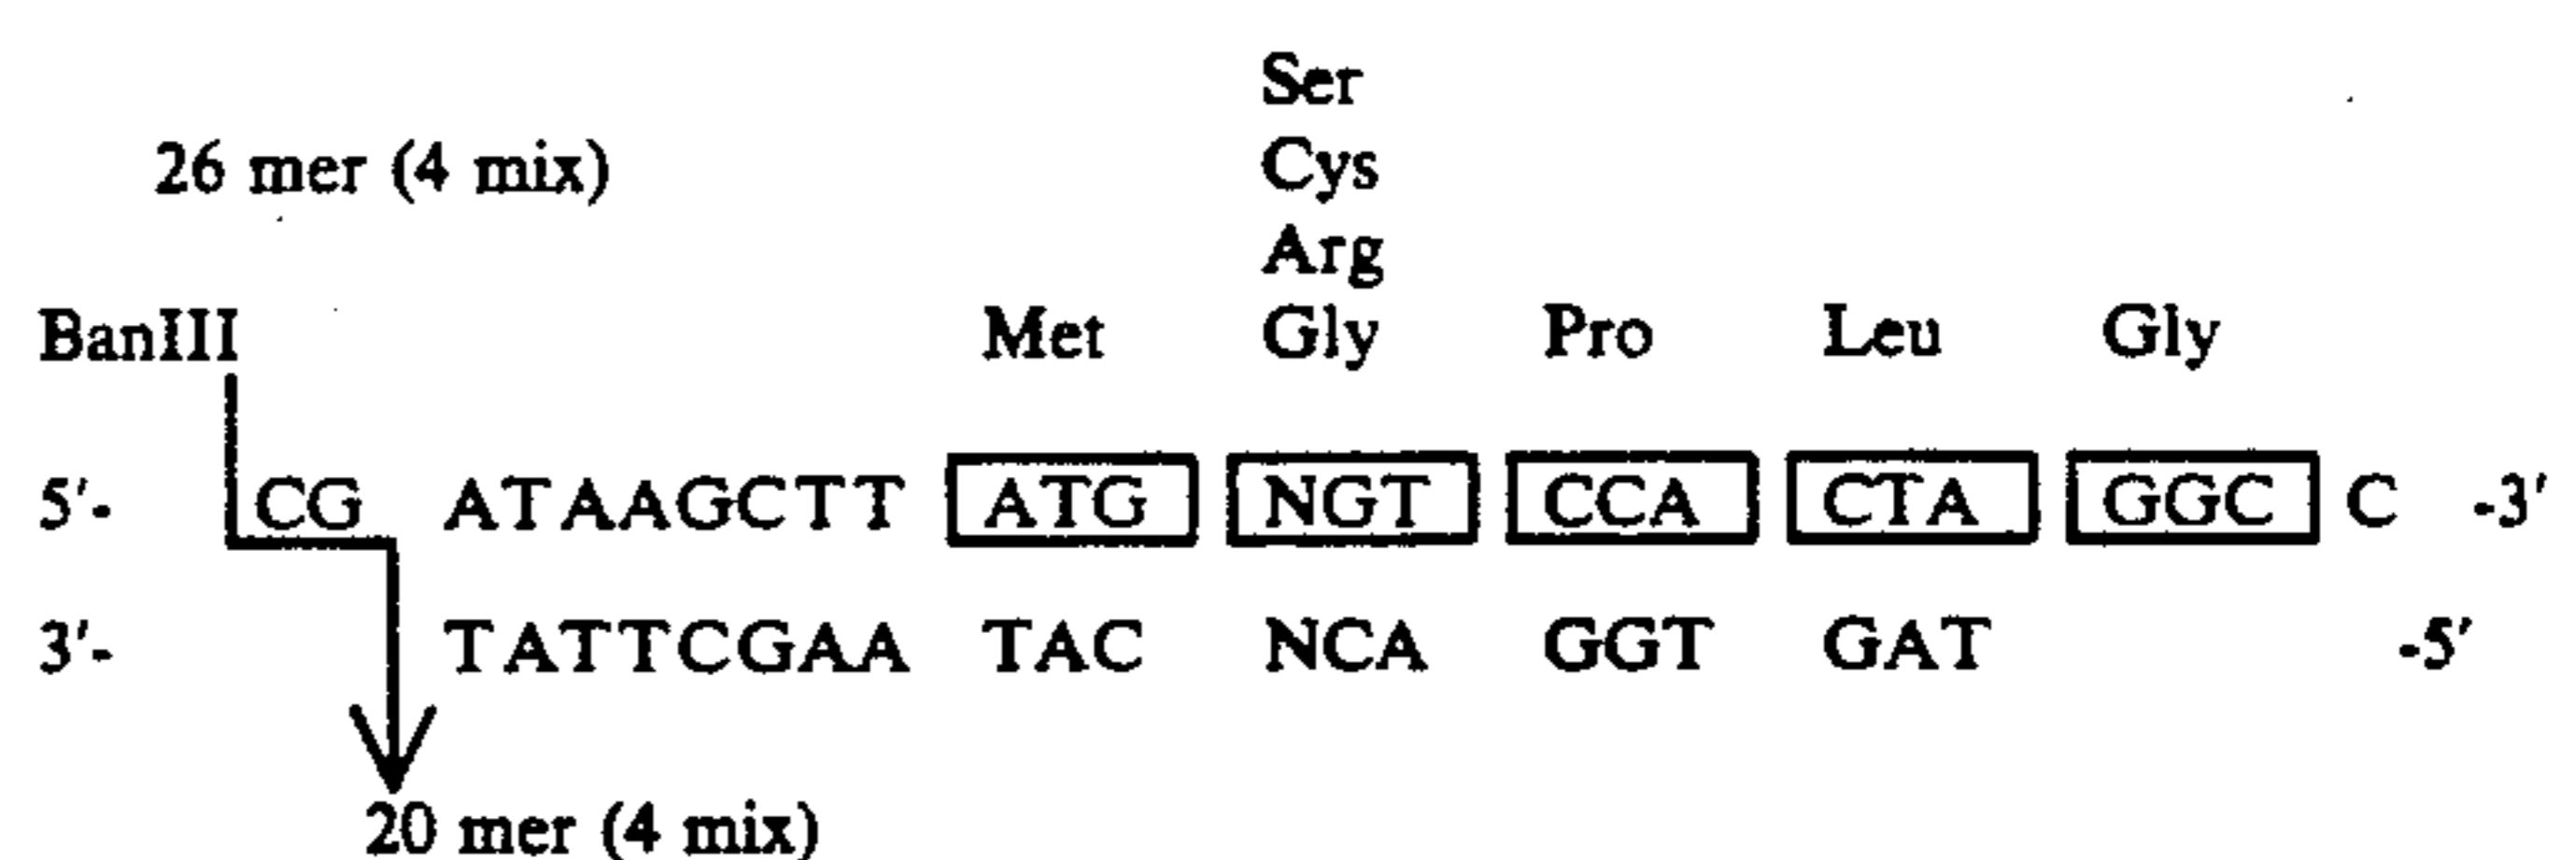 Ser
26 mer (4 mix) Cys
Arg
BanIII Met Gly Pro Leu Gly
5′- CG ATAAGCTT ATG NGT CCA CTA GGC C -3′
3′- TATTCGAA TAC NCA GGT GAT -5′
20 mer (4 mix)